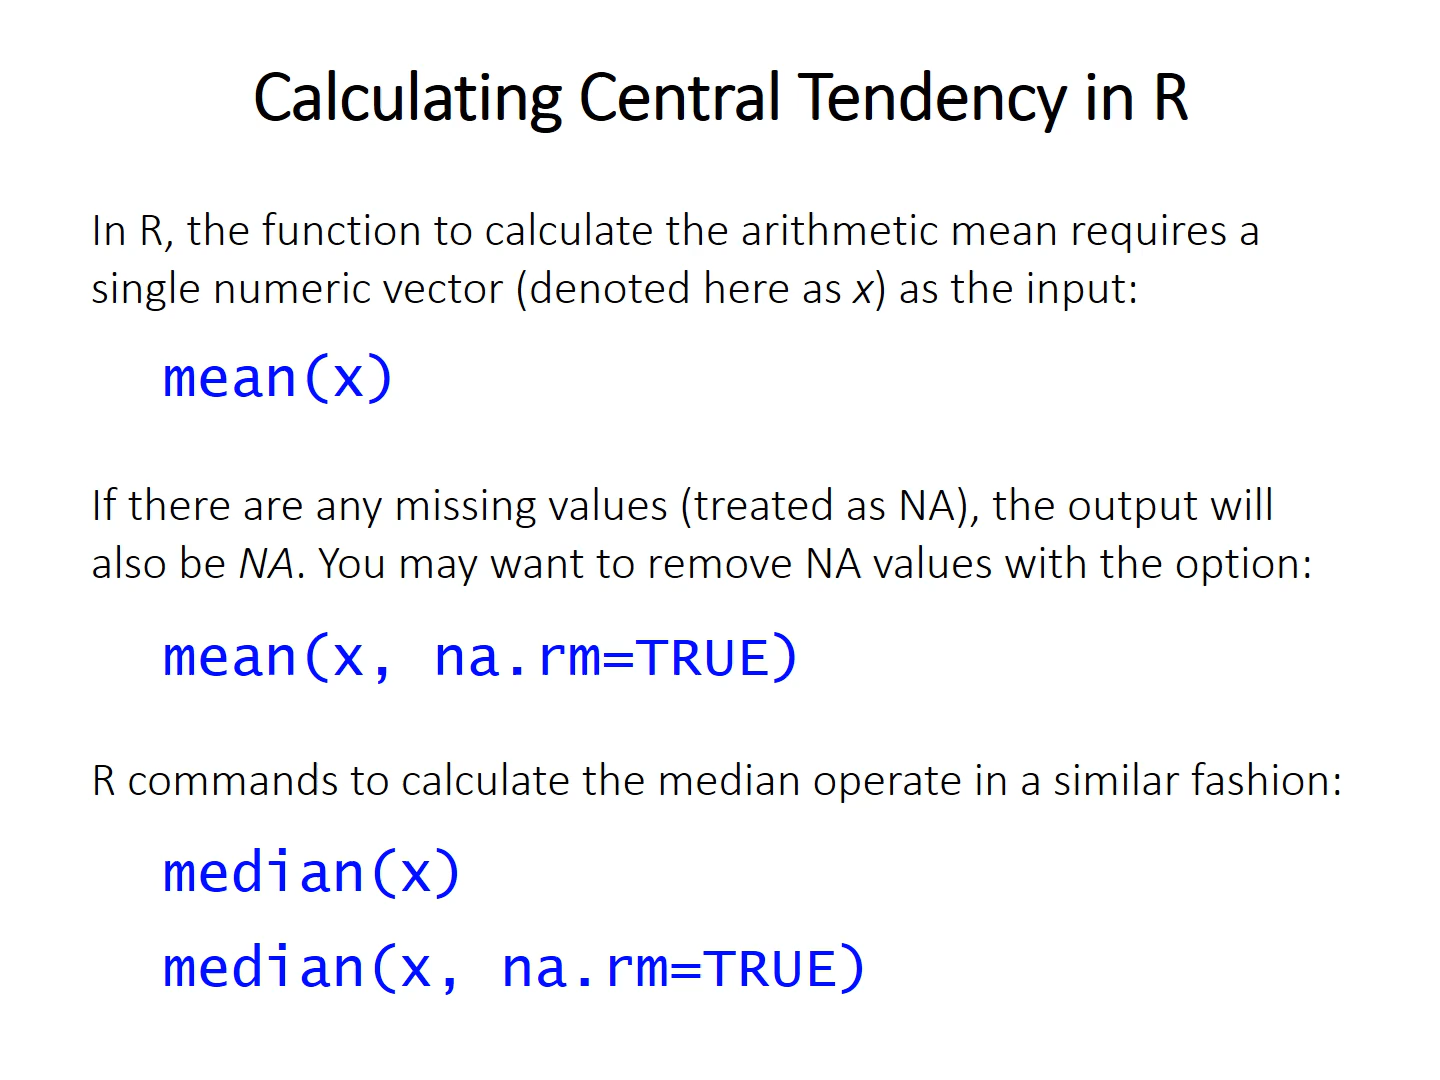 Calculating Central Tendency in R
In R, the function to calculate the arithmetic mean requires a
single numeric vector (denoted here as x) as the input:
mean(x)
If there are any missing values (treated as NA), the output will
also be NA. You may want to remove NA values with the option:
mean(x, na.rm=TRUE)
R commands to calculate the median operate in a similar fashion:
median(x)
median(x, na.rm=TRUE)